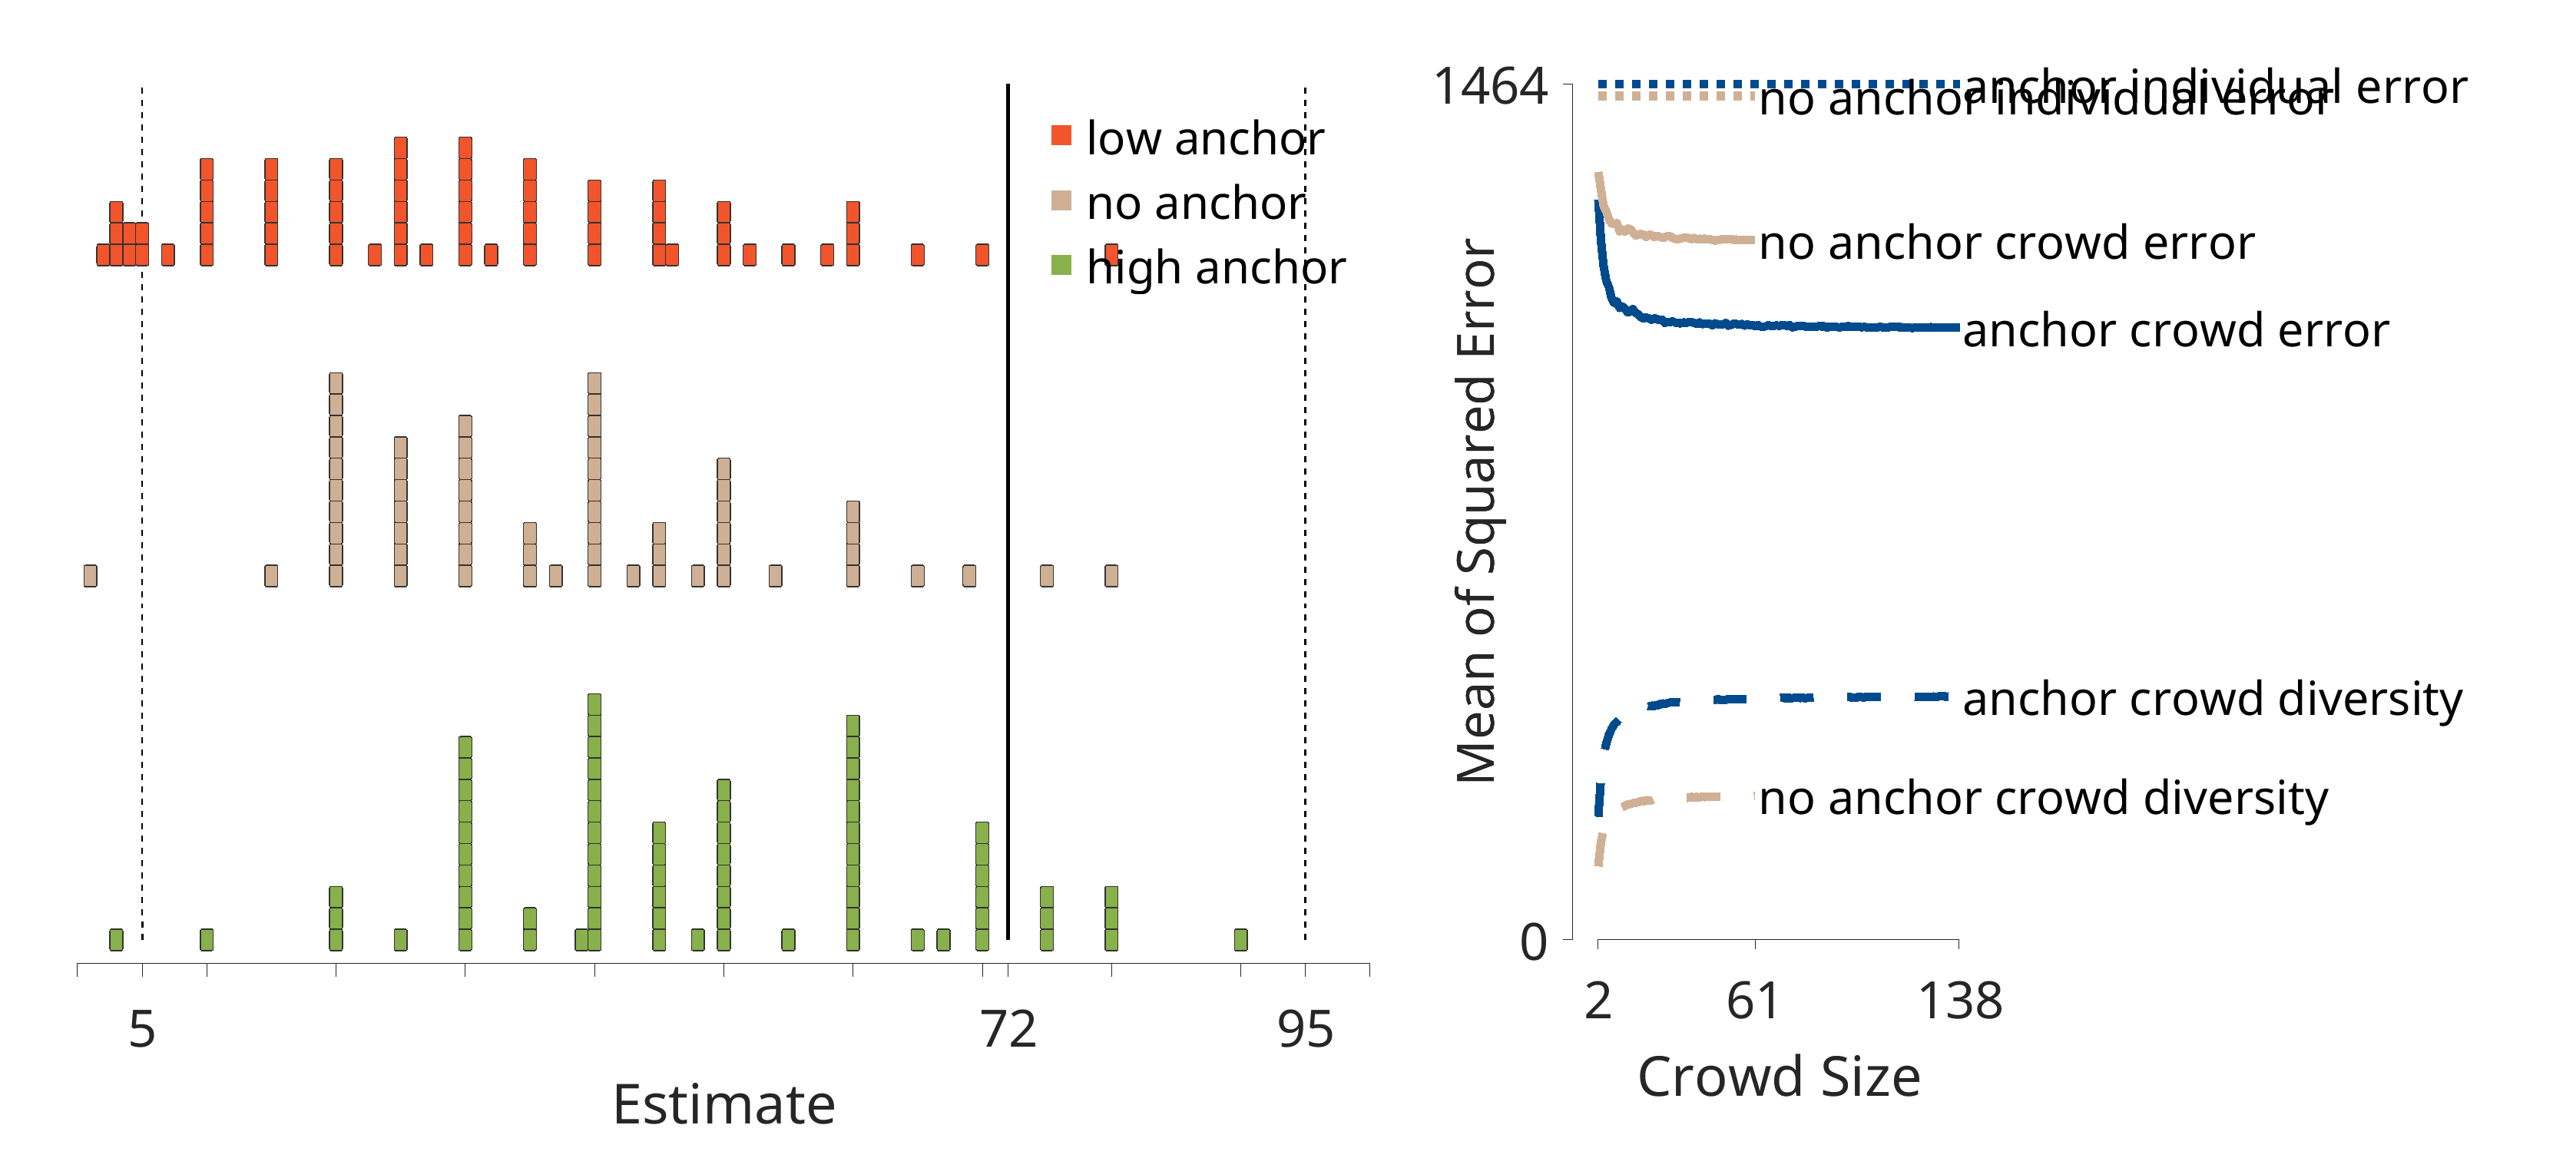 low anchor
no anchor
high anchor
5
72
95
Estimate
1464
0
Mean of Squared Error
anchor individual error
no anchor individual error
no anchor crowd error
anchor crowd error
anchor crowd diversity
no anchor crowd diversity
2
61
138
Crowd Size